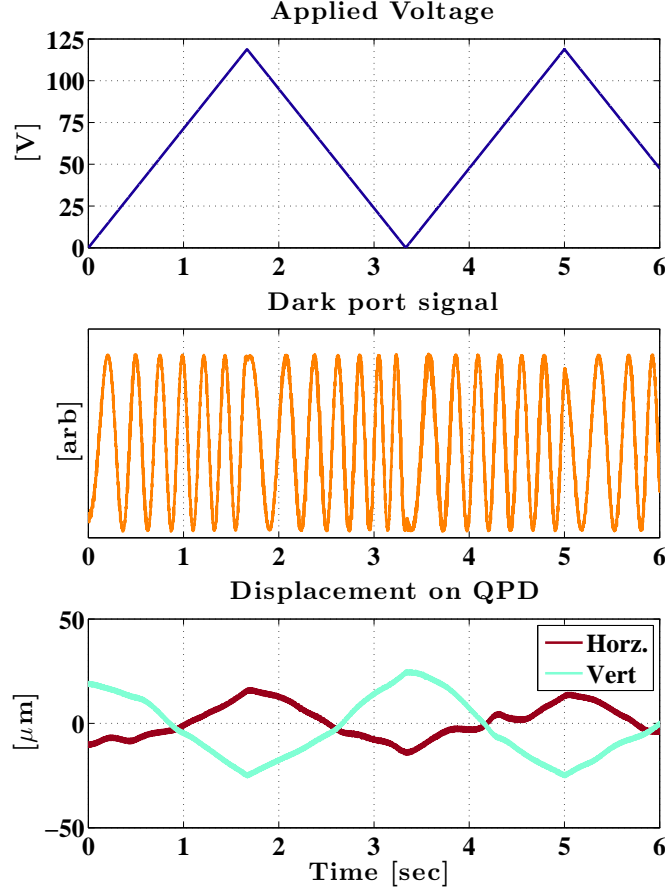 Applied Voltage
125
100
75
50
25
0
[V]
0 1 2 3 4 5 6
Dark port signal
[arb]
0 1 2 3 4 5 6
Displacement on QPD
50
0
−50
[μm]
Horz.
Vert
0 1 2 3 4 5 6
Time [sec]